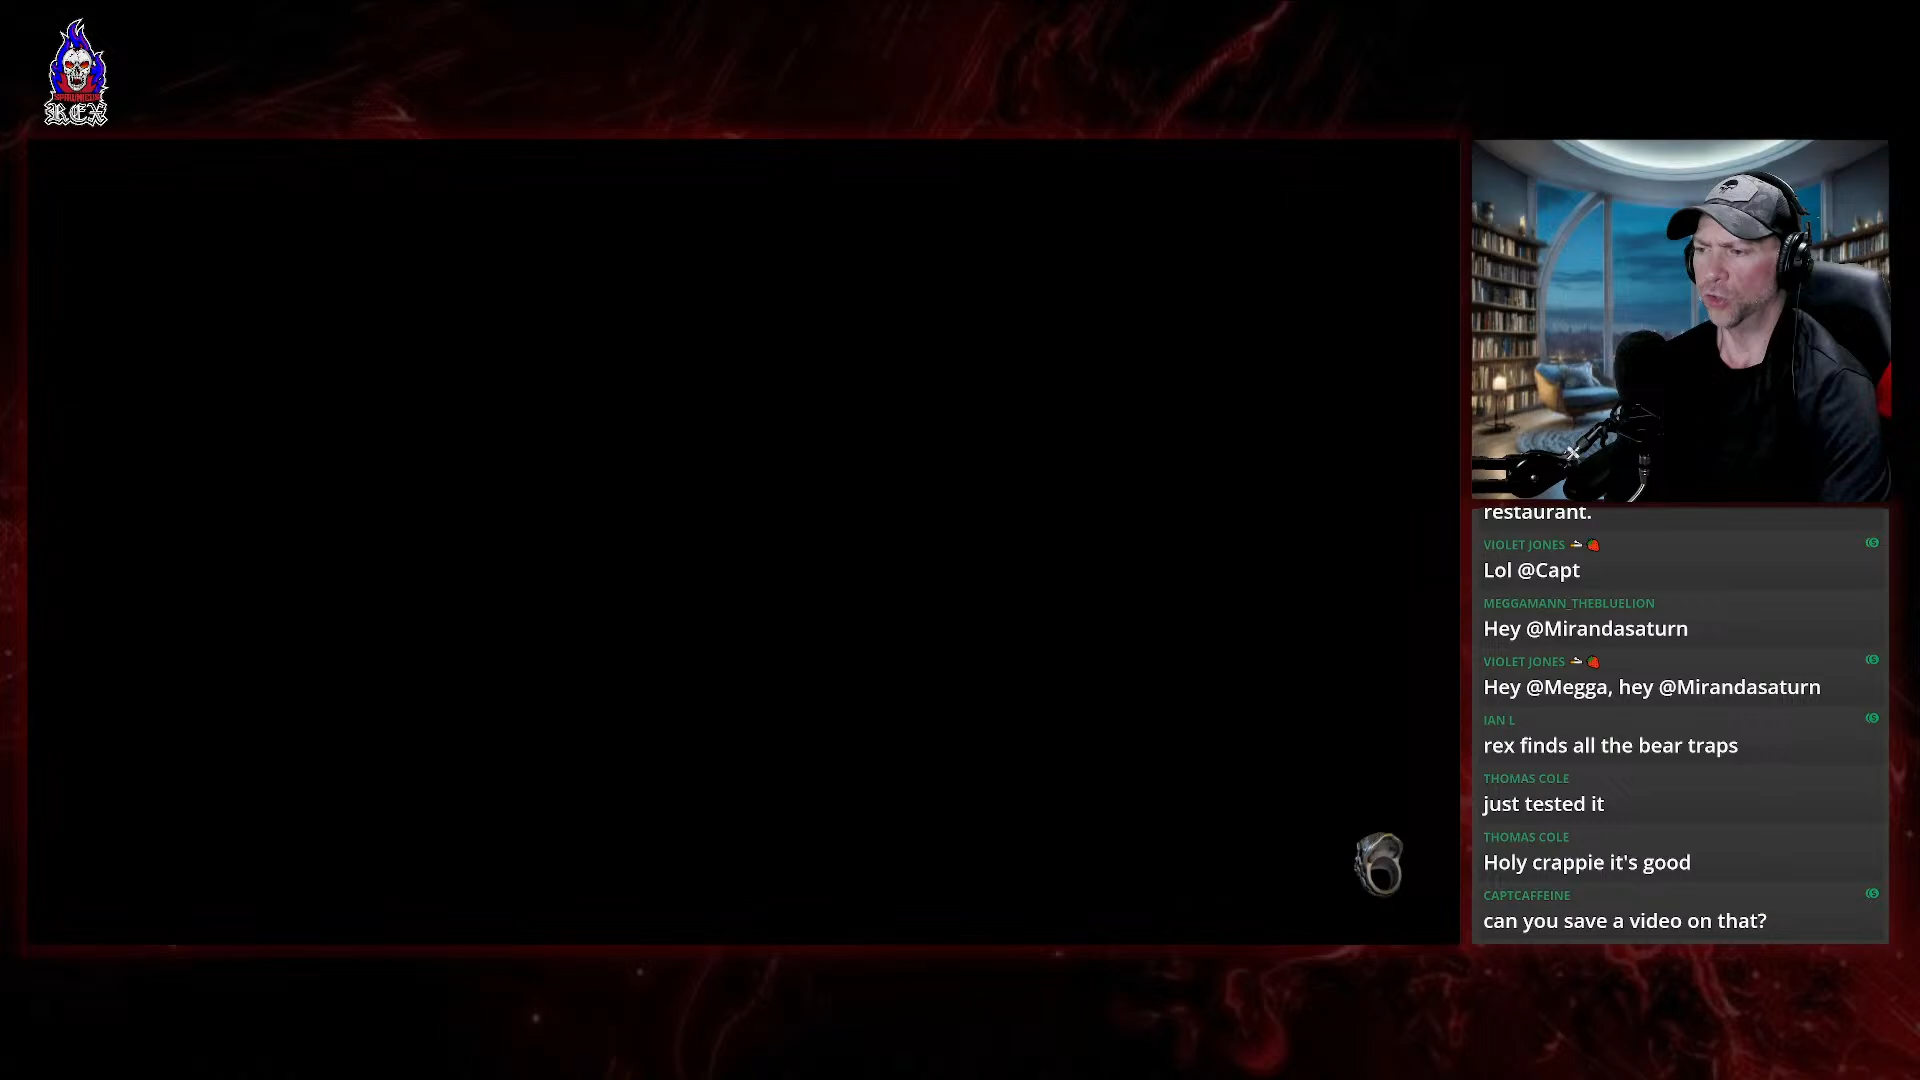 REX
restaurant.
VIOLET JONES
Lol @Capt
MEGGAMANN_THEBLUELION
Hey @Mirandasaturn
VIOLET JONES
Hey @Megga, hey @Mirandasaturn
IAN L
rex finds all the bear traps
THOMAS COLE
just tested it
THOMAS COLE
Holy crappie it's good
CAPTCAFFEINE
can you save a video on that?